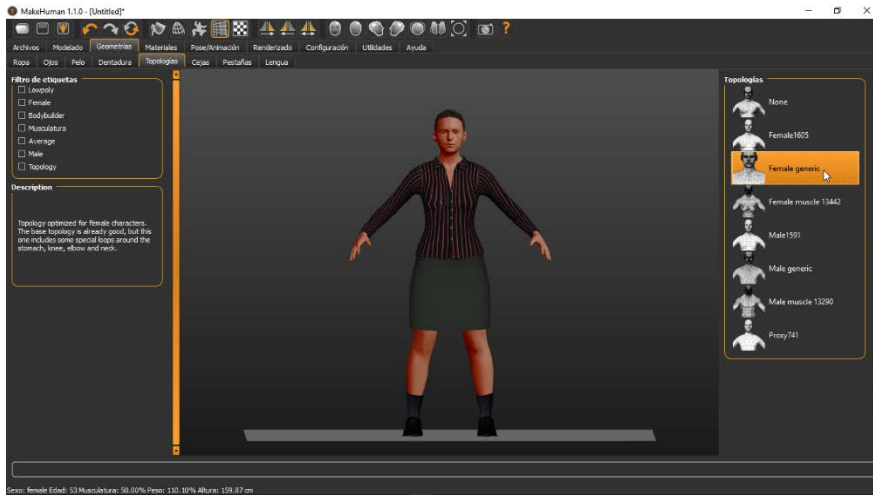 MakeHuman 1.1.0 - [Untitled]*
Archivos Modelado Geometrías Materiales Pose/Animación Renderizado Configuración Utilidades Ayuda
Ropa Ojos Pelo Dentadura Topologías Cejas Pestañas Lengua
Filtro de etiquetas
Lowpoly
Female
Bodybuilder
Musculatura
Average
Male
Topology
Description
Topology optimized for female characters.
The base topology is already good, but this
one includes some special loops around the
stomach, knee, elbow and neck.
Topologías
None
Female1605
Female generic
Female muscle 13442
Male1591
Male generic
Male muscle 13290
Proxy741
Sexo: female Edad: 53 Musculatura: 50.00% Peso: 110.10% Altura: 159.87 cm